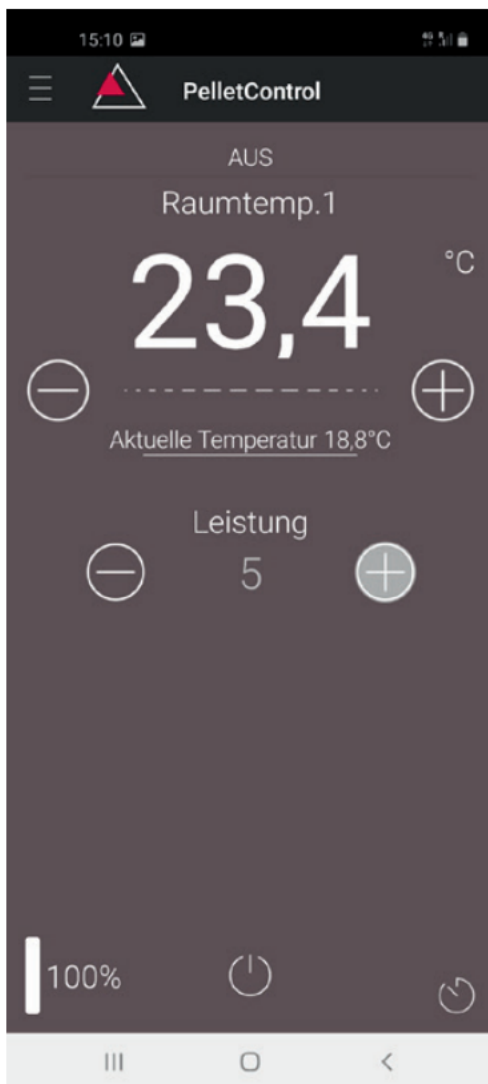 15:10
PelletControl
AUS
Raumtemp.1
23,4 °C
Aktuelle Temperatur 18,8°C
Leistung
5
100%